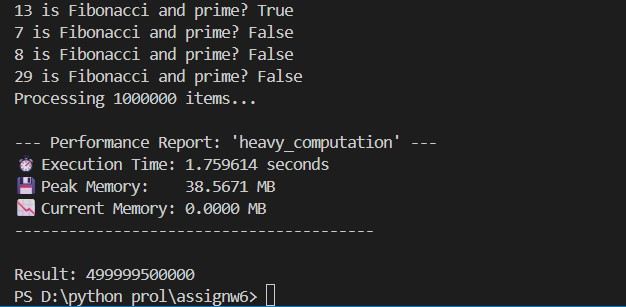 13 is Fibonacci and prime? True
7 is Fibonacci and prime? False
8 is Fibonacci and prime? False
29 is Fibonacci and prime? False
Processing 1000000 items...
--- Performance Report: 'heavy_computation' ---
⏱️ Execution Time: 1.759614 seconds
💾 Peak Memory:    38.5671 MB
📉 Current Memory: 0.0000 MB
----------------------------------------
Result: 499999500000
PS D:\python prol\assignw6>